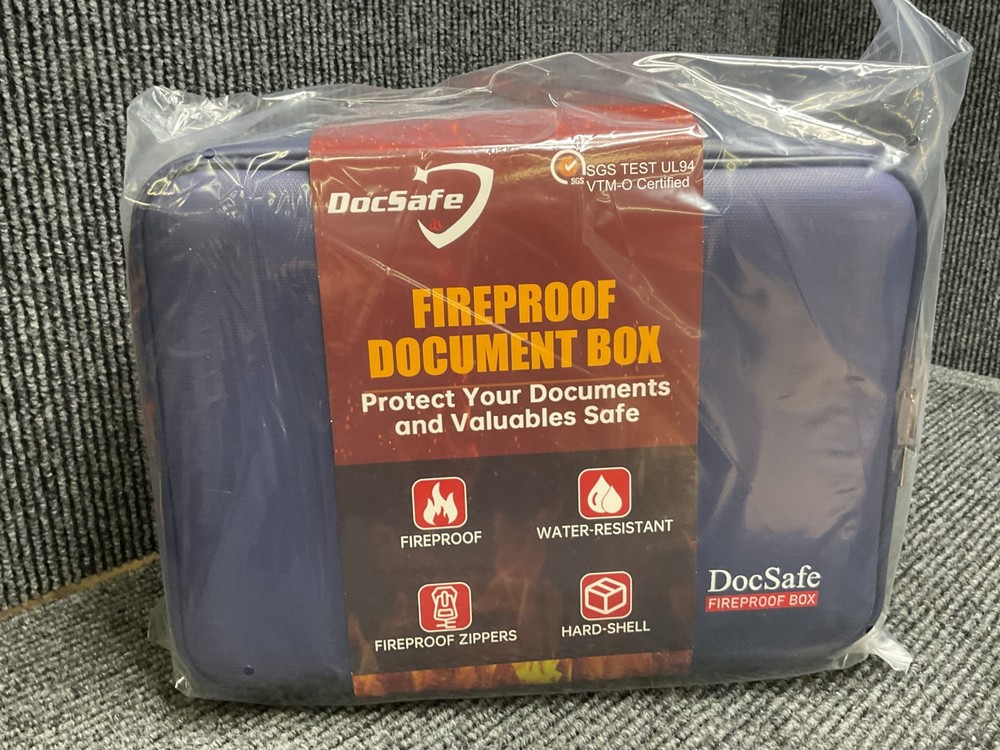 DocSafe
SGS
SGS TEST UL94
VTM-O Certified
FIREPROOF
DOCUMENT BOX
Protect Your Documents
and Valuables Safe
FIREPROOF
WATER-RESISTANT
FIREPROOF ZIPPERS
HARD-SHELL
DocSafe
FIREPROOF BOX